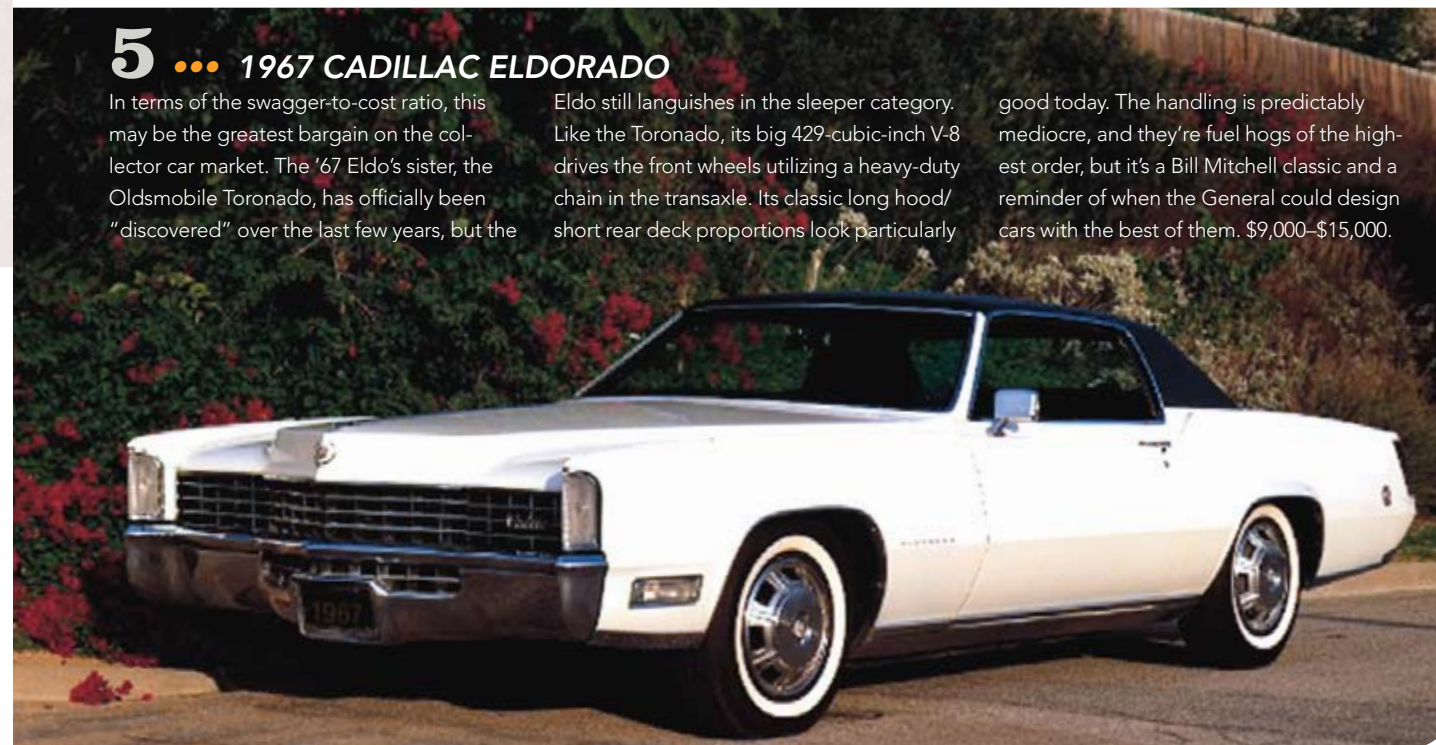 5 ... 1967 CADILLAC ELDORADO
In terms of the swagger-to-cost ratio, this
may be the greatest bargain on the col-
lector car market. The ’67 Eldo’s sister, the
Oldsmobile Toronado, has officially been
“discovered” over the last few years, but the
Eldo still languishes in the sleeper category.
Like the Toronado, its big 429-cubic-inch V-8
drives the front wheels utilizing a heavy-duty
chain in the transaxle. Its classic long hood/
short rear deck proportions look particularly
good today. The handling is predictably
mediocre, and they’re fuel hogs of the high-
est order, but it’s a Bill Mitchell classic and a
reminder of when the General could design
cars with the best of them. $9,000–$15,000.
1967